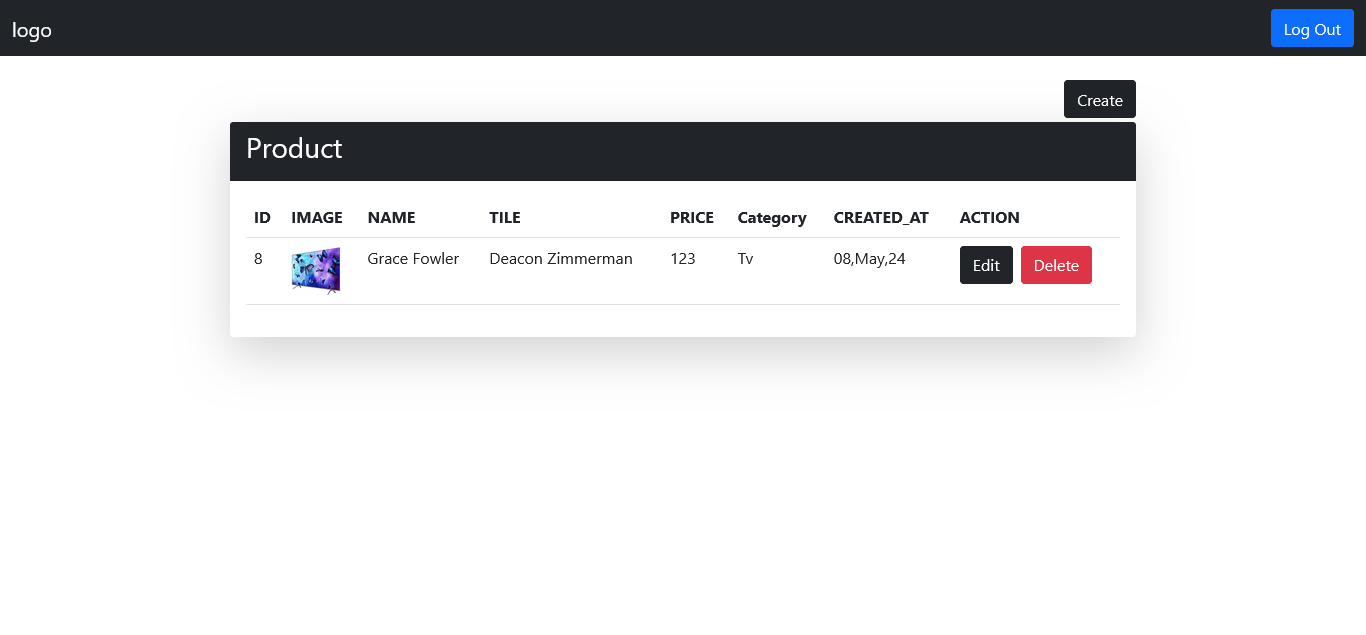 logo
Log Out
Create
Product
ID IMAGE NAME TILE PRICE Category CREATED_AT ACTION
8 Grace Fowler Deacon Zimmerman 123 Tv 08,May,24 Edit Delete